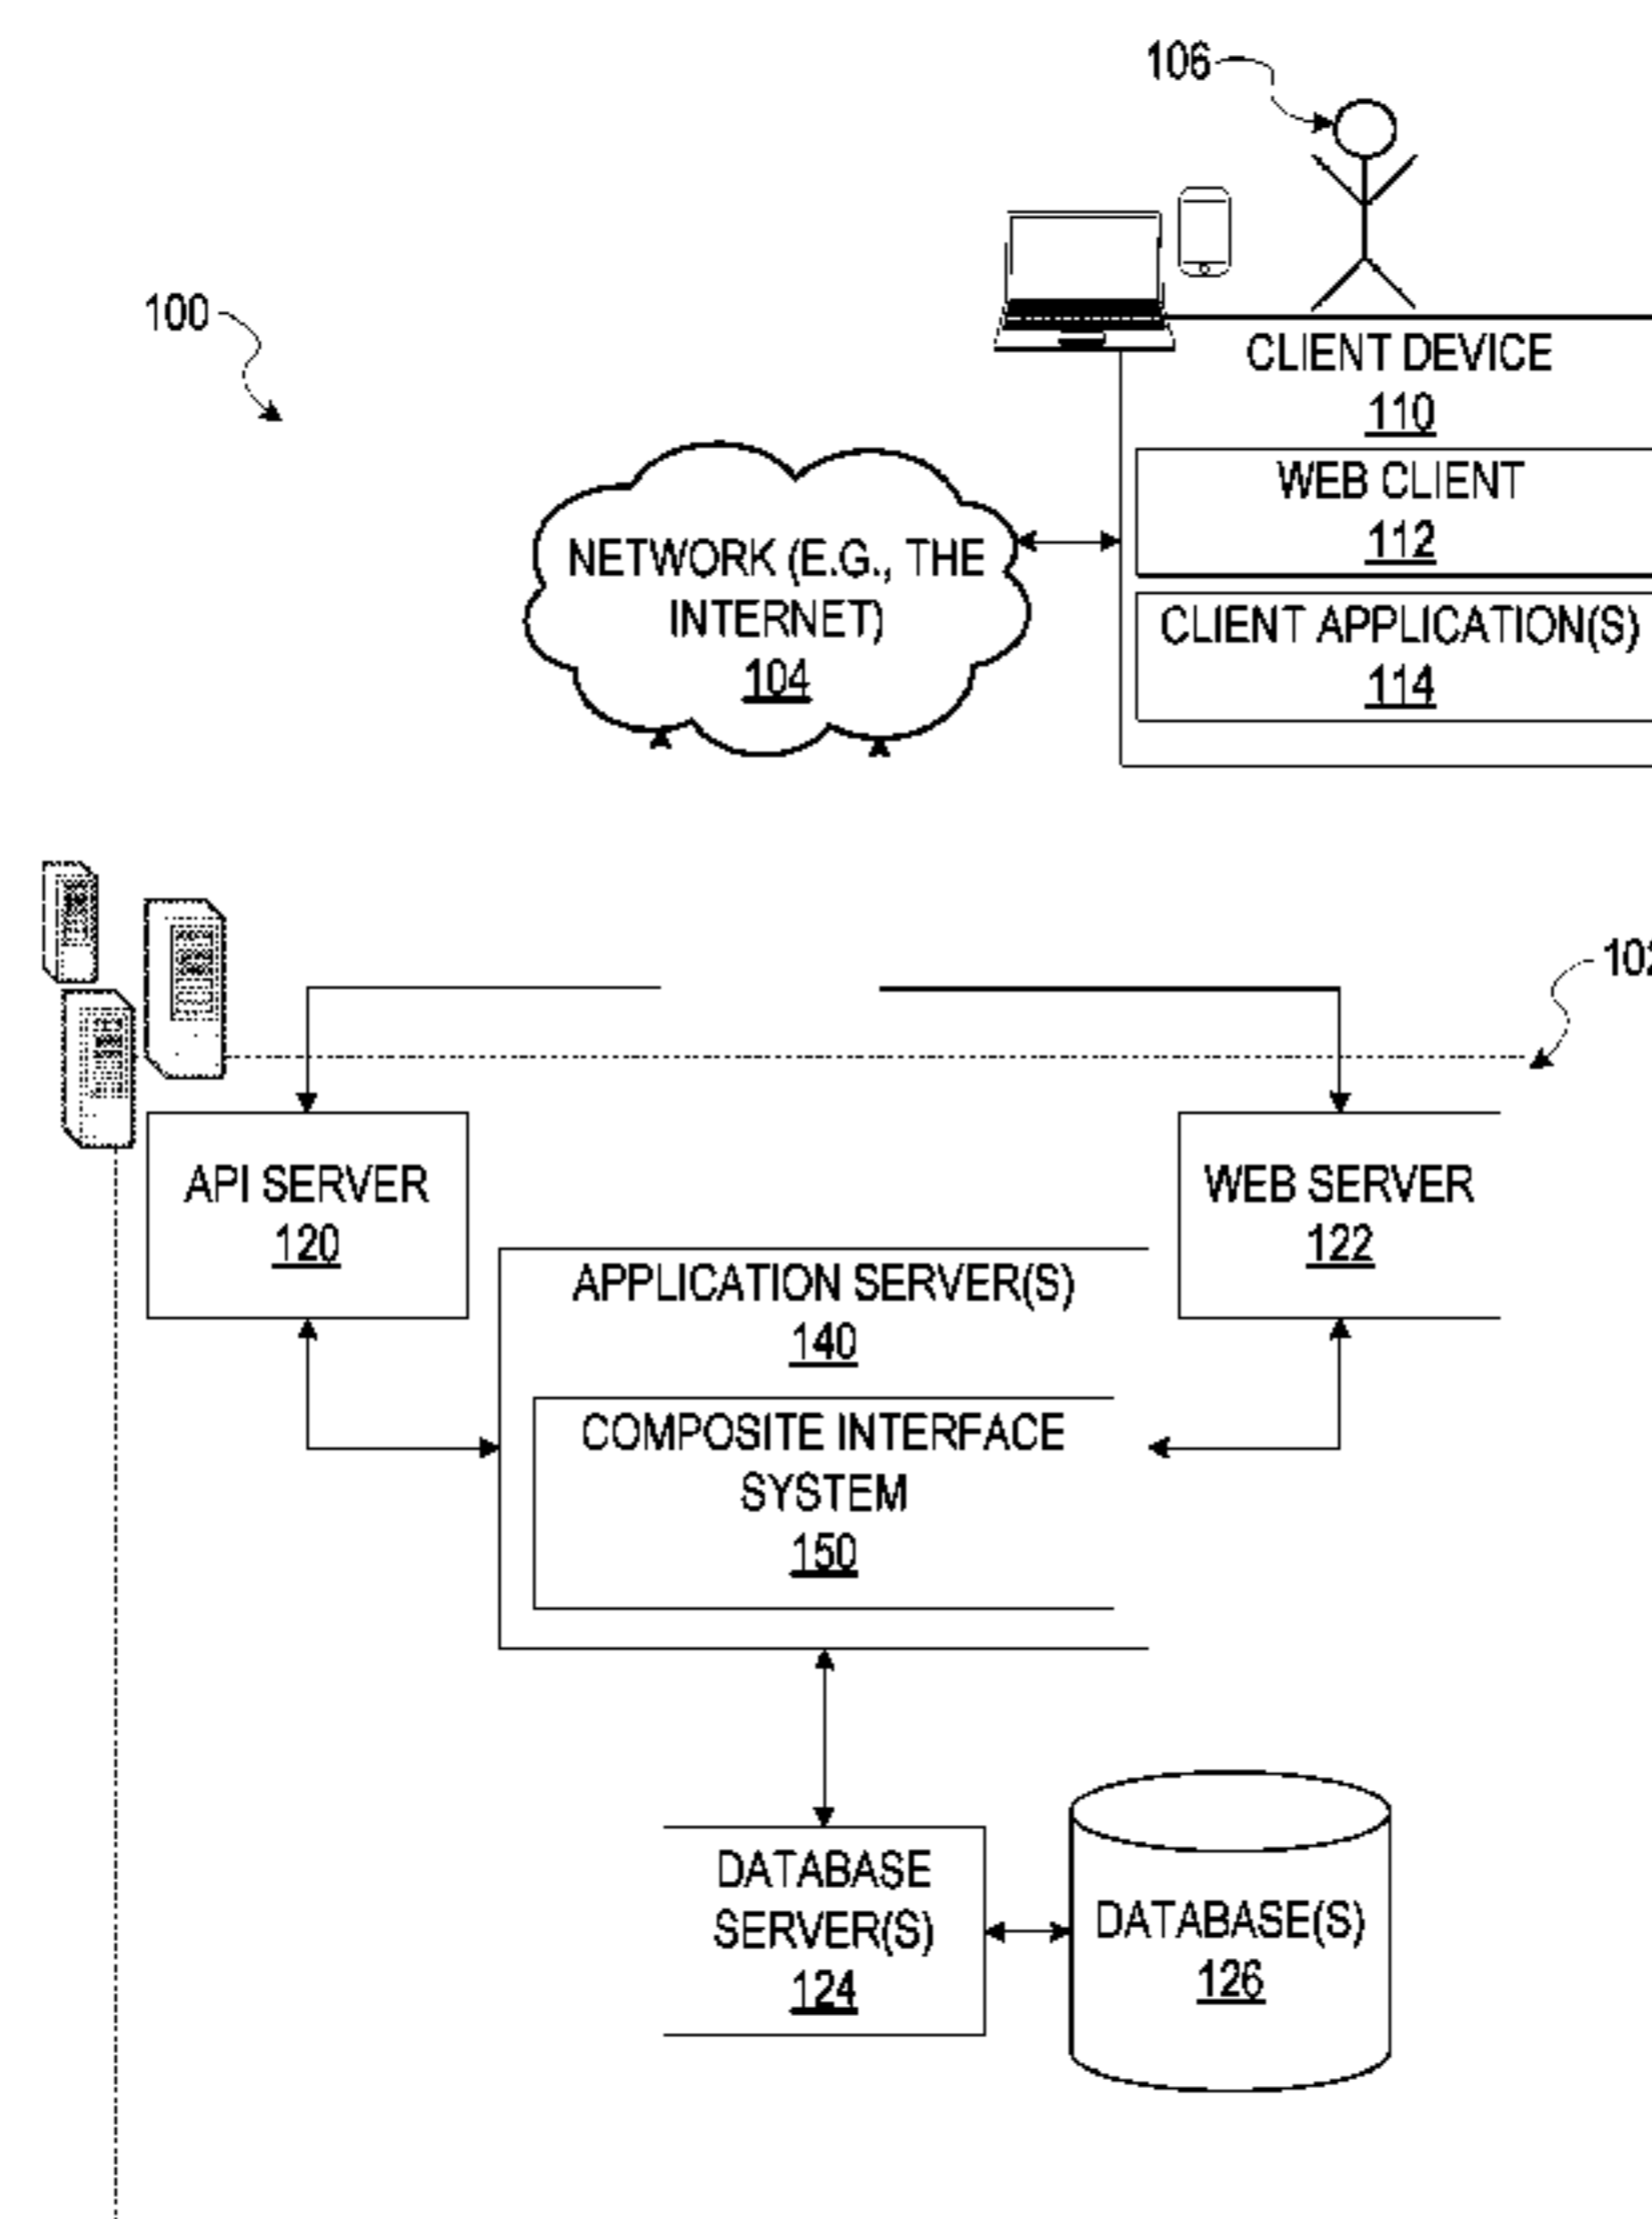 106
100
CLIENT DEVICE
110
WEB CLIENT
112
NETWORK (E.G., THE
INTERNET)
104
CLIENT APPLICATION(S)
114
102
API SERVER
120
WEB SERVER
122
APPLICATION SERVER(S)
140
COMPOSITE INTERFACE
SYSTEM
150
DATABASE
SERVER(S)
124
DATABASE(S)
126